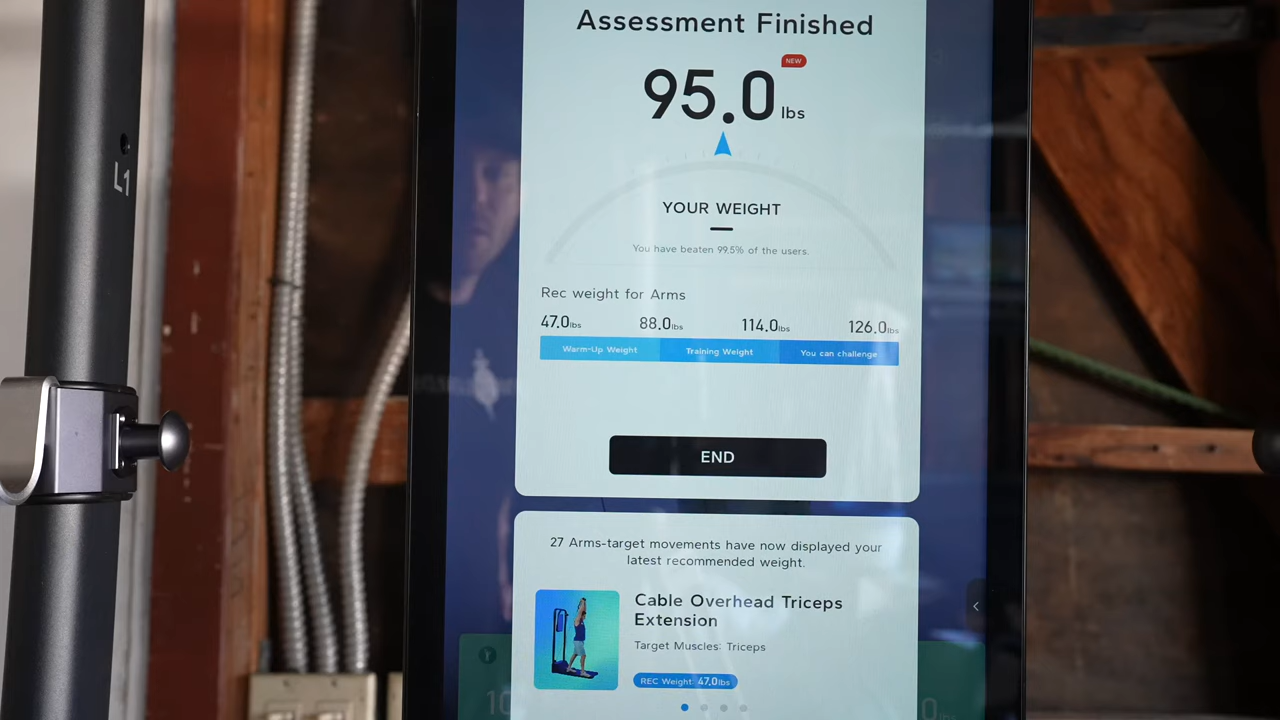 L1
Assessment Finished
NEW
95.0 lbs
YOUR WEIGHT
You have beaten 99.5% of the users.
Rec weight for Arms
47.0lbs 88.0lbs 114.0lbs 126.0lbs
Warm-Up Weight Training Weight You can challenge
END
27 Arms-target movements have now displayed your
latest recommended weight.
Cable Overhead Triceps
Extension
Target Muscles: Triceps
REC Weight: 47.0lbs